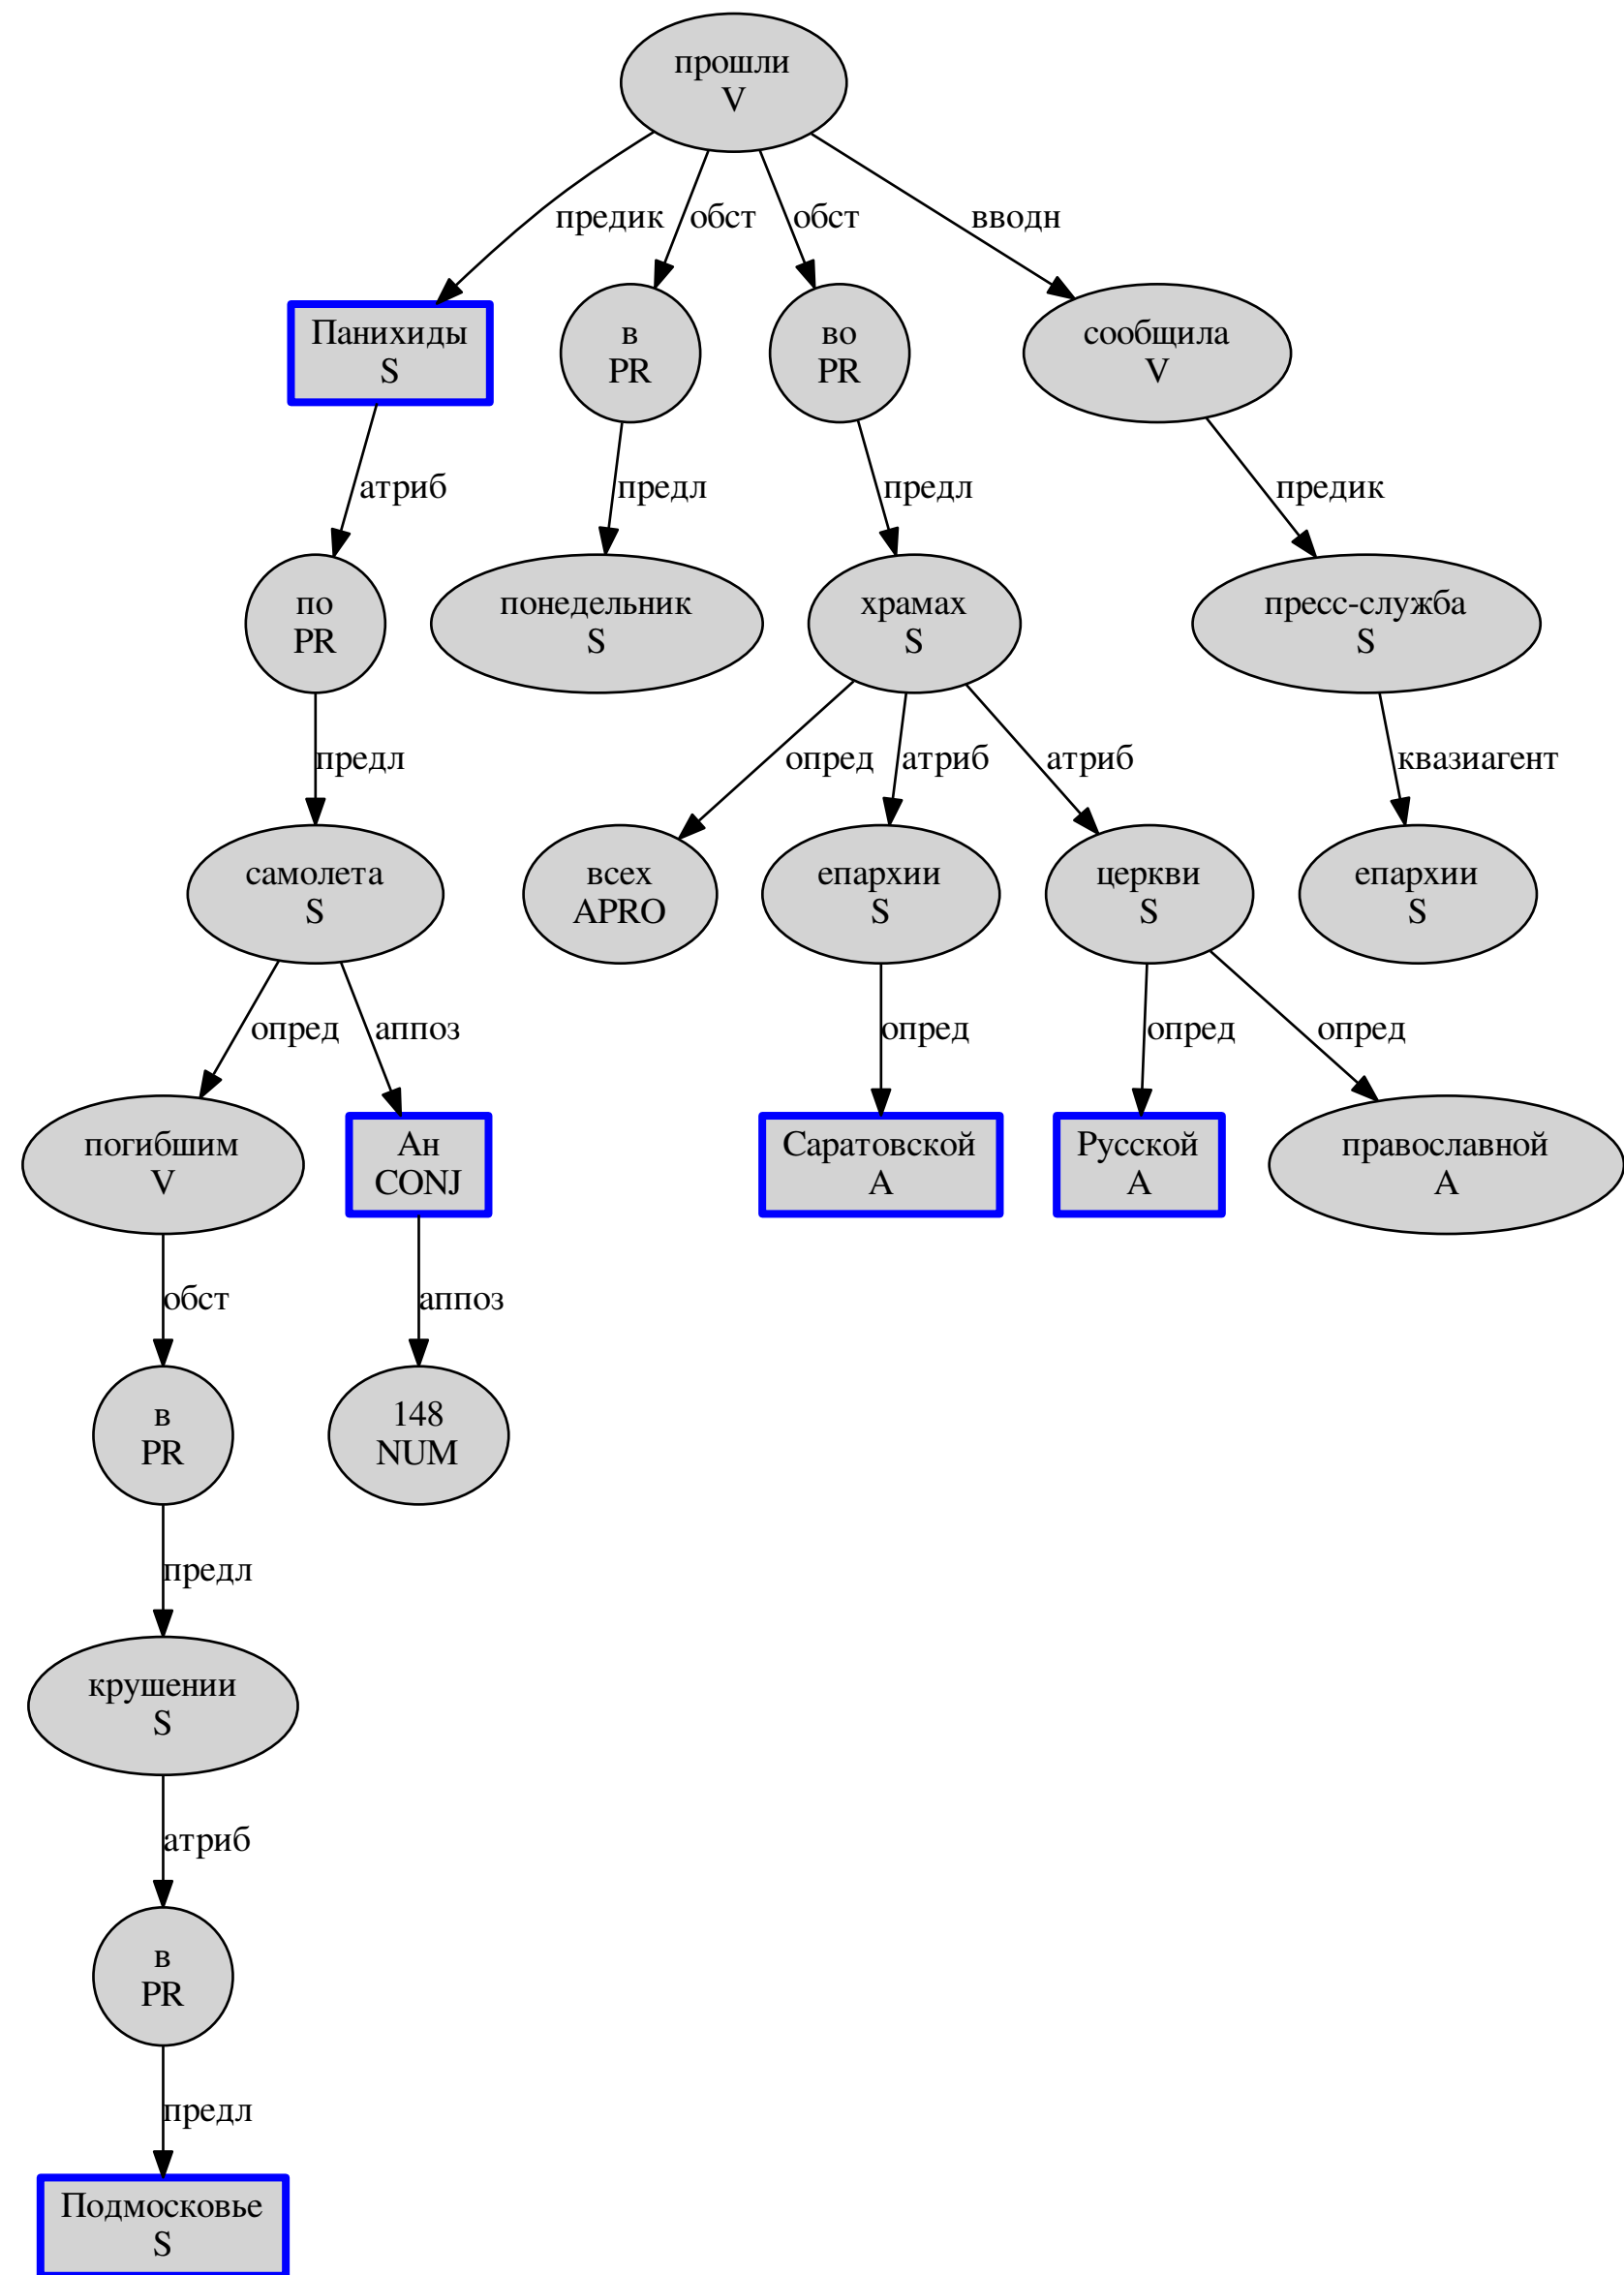 прошли
V
предик
обст
обст
вводн
Панихиды
S
в
PR
во
PR
сообщила
V
атриб
предл
предл
предик
по
PR
понедельник
S
храмах
S
пресс-служба
S
предл
опред
атриб
атриб
квазиагент
самолета
S
всех
APRO
епархии
S
церкви
S
епархии
S
опред
аппоз
опред
опред
опред
погибшим
V
Ан
CONJ
Саратовской
A
Русской
A
православной
A
обст
аппоз
в
PR
148
NUM
предл
крушении
S
атриб
в
PR
предл
Подмосковье
S